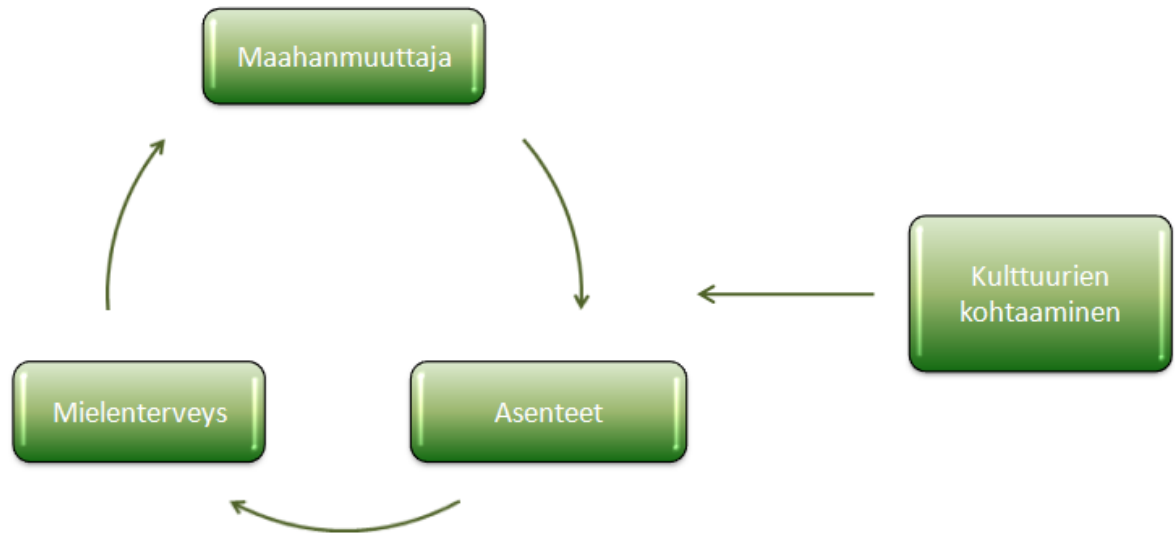 Maahanmuuttaja
Kulttuurien
kohtaaminen
Mielenterveys
Asenteet